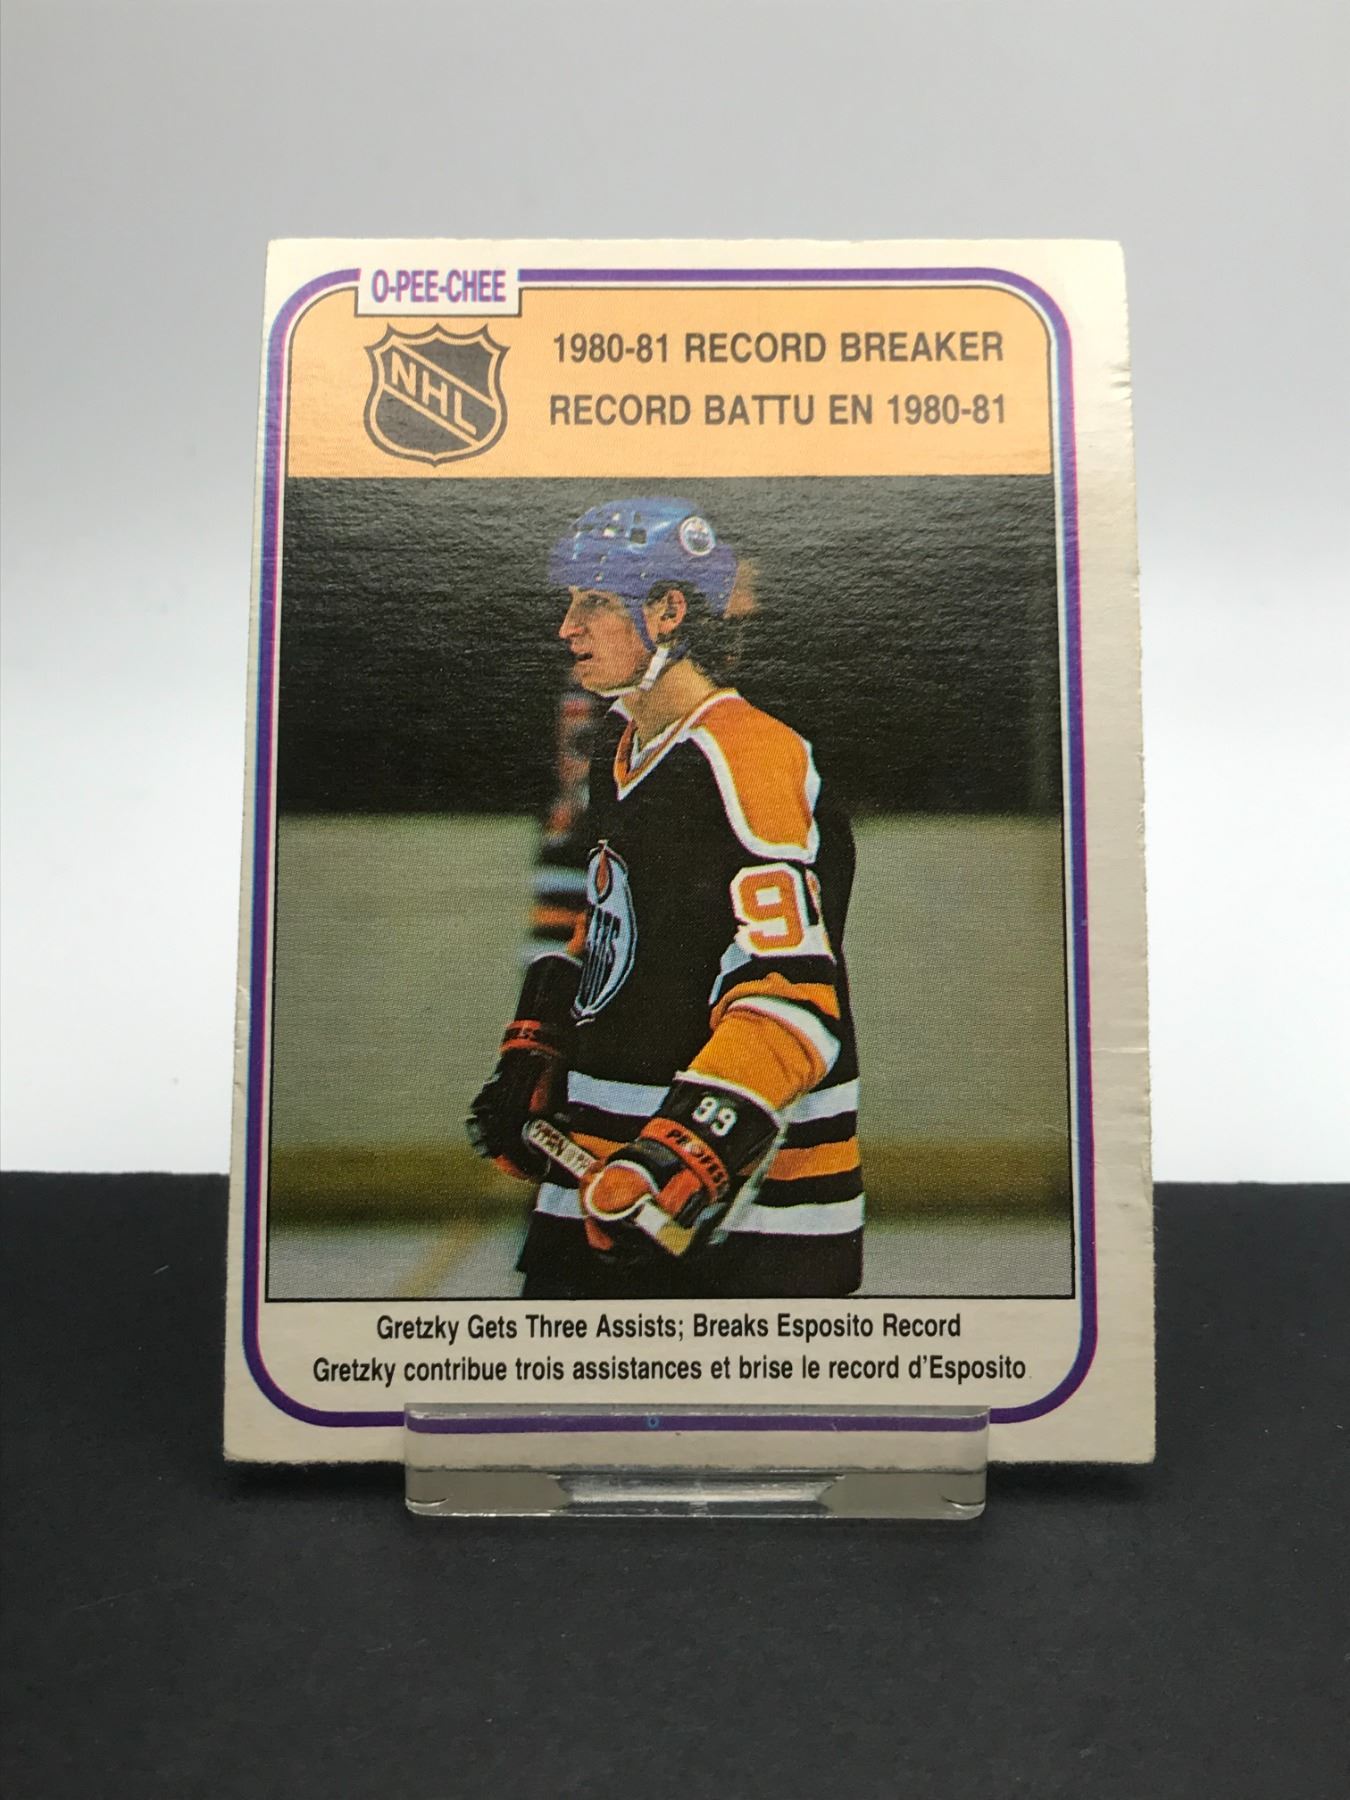 O-PEE-CHEE
NHL
1980-81 RECORD BREAKER
RECORD BATTU EN 1980-81
9
99
Gretzky Gets Three Assists; Breaks Esposito Record
Gretzky contribue trois assistances et brise le record d'Esposito